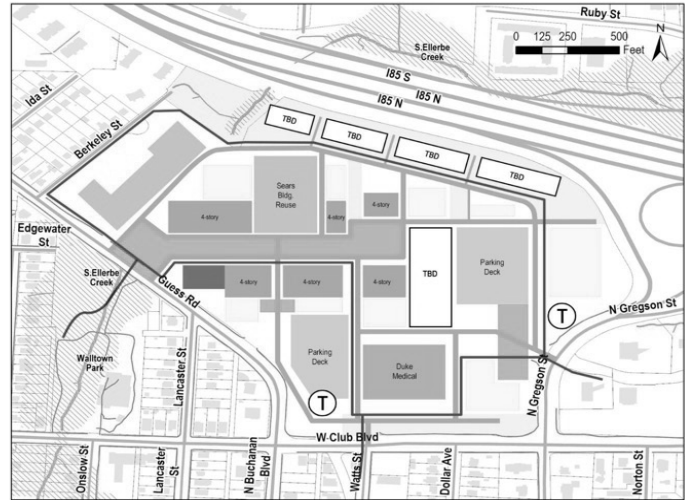 Ruby St
0 125 250 500
Feet
N
S.Ellerbe
Creek
I85 S
I85 N
I85 N
Ida St
Berkeley St
TBD
TBD
TBD
TBD
Sears
Bldg.
Reuse
4-story
4-story
4-story
Edgewater
St
S.Ellerbe
Creek
Guess Rd
4-story
4-story
4-story
TBD
Parking
Deck
T
N Gregson St
Walltown
Park
Lancaster St
Parking
Deck
Duke
Medical
N Gregson St
T
W Club Blvd
Onslow St
Lancaster
St
N Buchanan
Blvd
Watts St
Dollar Ave
Norton St